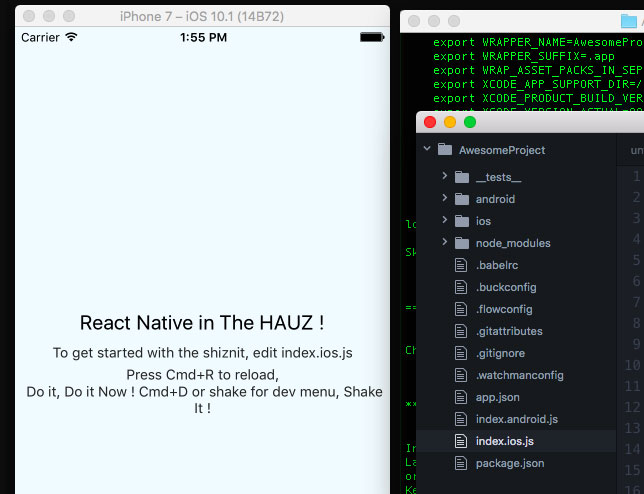 iPhone 7 – iOS 10.1 (14B72)
Carrier
1:55 PM
React Native in The HAUZ !
To get started with the shiznit, edit index.ios.js
Press Cmd+R to reload,
Do it, Do it Now ! Cmd+D or shake for dev menu, Shake
It !
export WRAPPER_NAME=AwesomePro
export WRAPPER_SUFFIX=.app
export WRAP_ASSET_PACKS_IN_SEP
export XCODE_APP_SUPPORT_DIR=/
export XCODE_PRODUCT_BUILD_VER
AwesomeProject
__tests__
android
ios
node_modules
.babelrc
.buckconfig
.flowconfig
.gitattributes
.gitignore
.watchmanconfig
app.json
index.android.js
index.ios.js
package.json
1
2
3
4
5
6
7
8
9
10
11
12
13
14
15